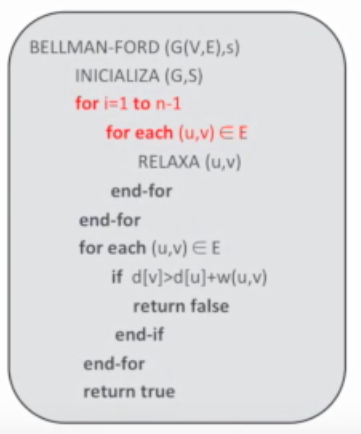 BELLMAN-FORD (G(V,E),s)
INICIALIZA (G,S)
for i=1 to n-1
for each (u,v) ∈ E
RELAXA (u,v)
end-for
end-for
for each (u,v) ∈ E
if d[v]>d[u]+w(u,v)
return false
end-if
end-for
return true